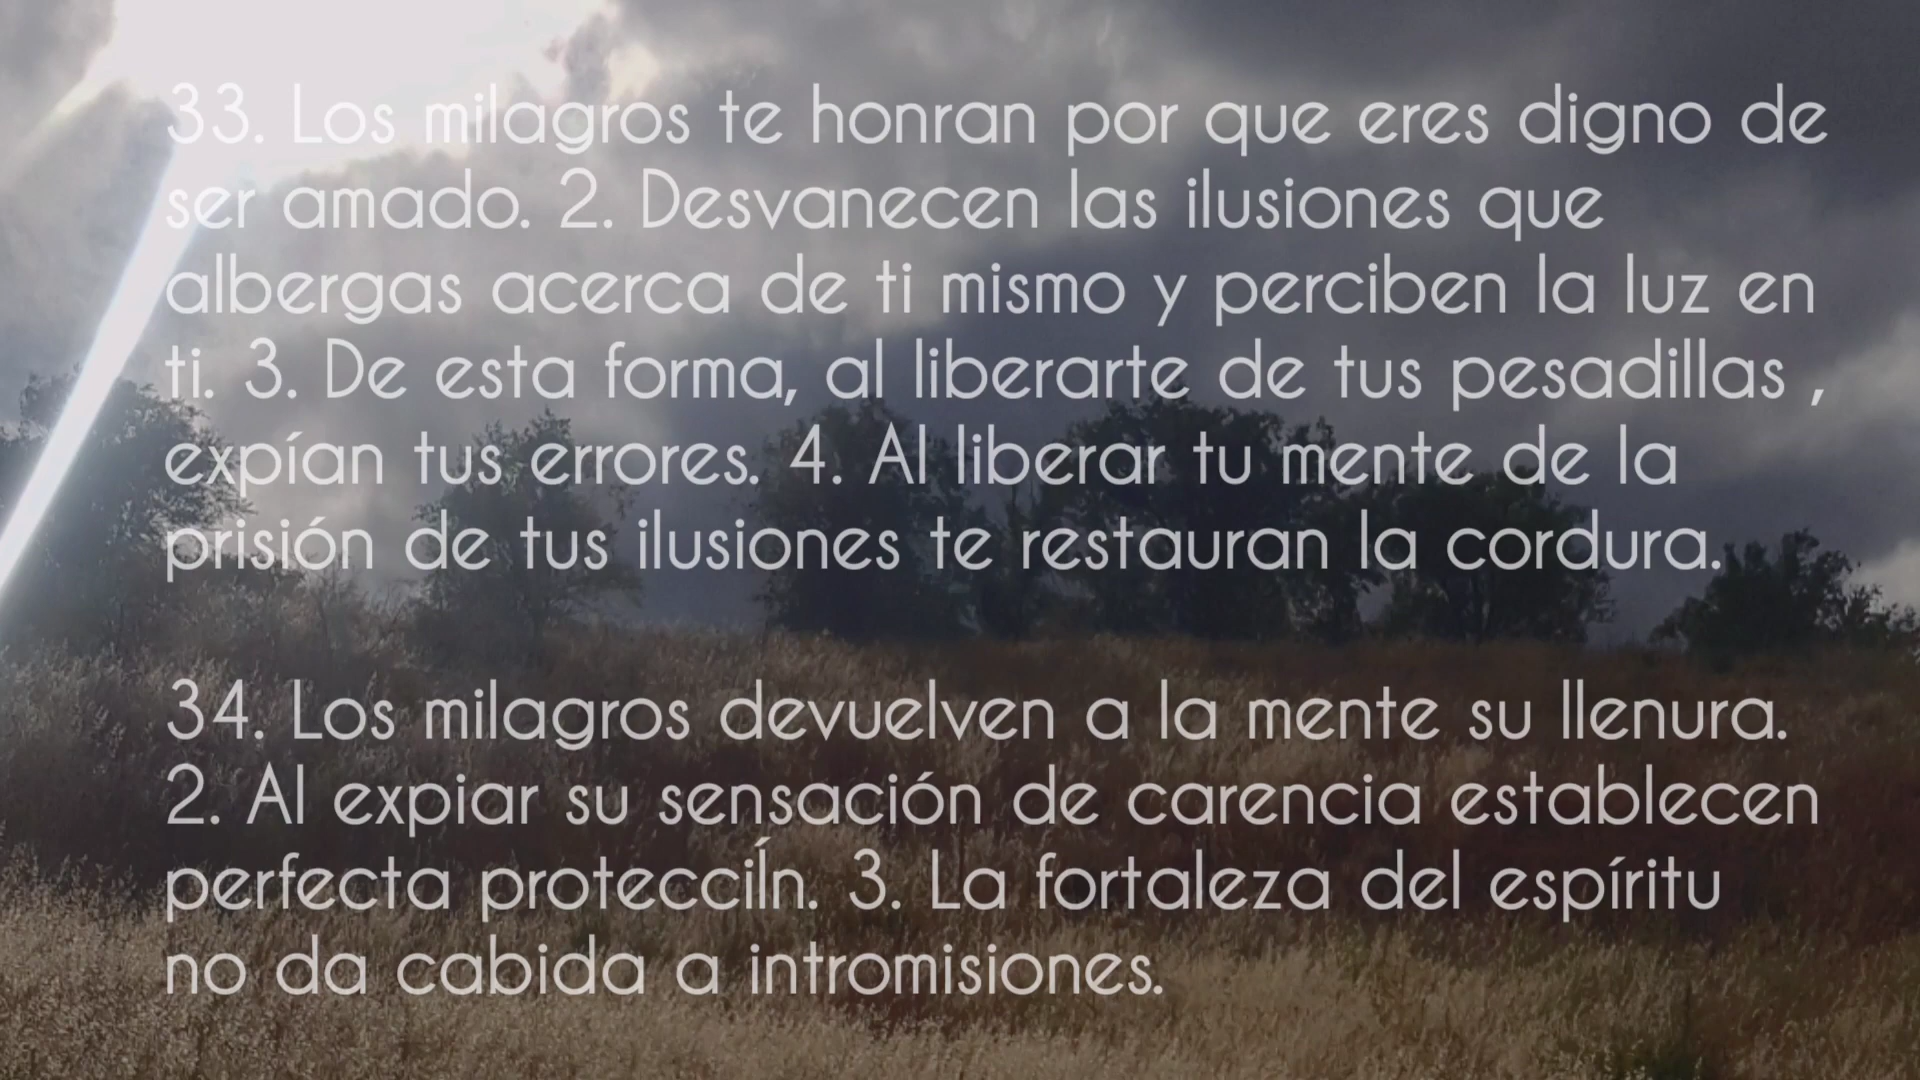 33. Los milagros te honran por que eres digno de
ser amado. 2. Desvanecen las ilusiones que
albergas acerca de ti mismo y perciben la luz en
ti. 3. De esta forma, al liberarte de tus pesadillas ,
expían tus errores. 4. Al liberar tu mente de la
prisión de tus ilusiones te restauran la cordura.
34. Los milagros devuelven a la mente su llenura.
2. Al expiar su sensación de carencia establecen
perfecta protecciÍn. 3. La fortaleza del espíritu
no da cabida a intromisiones.